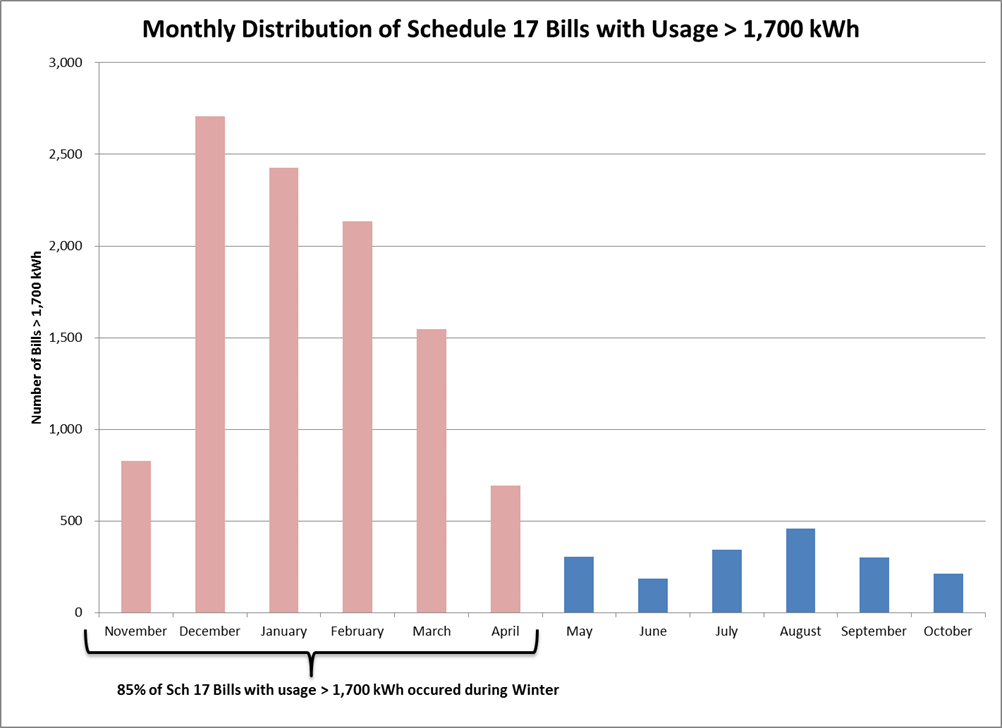 Monthly Distribution of Schedule 17 Bills with Usage > 1,700 kWh
Number of Bills > 1,700 kWh
3,000
2,500
2,000
1,500
1,000
500
0
November December January February March April May June July August September October
85% of Sch 17 Bills with usage > 1,700 kWh occured during Winter